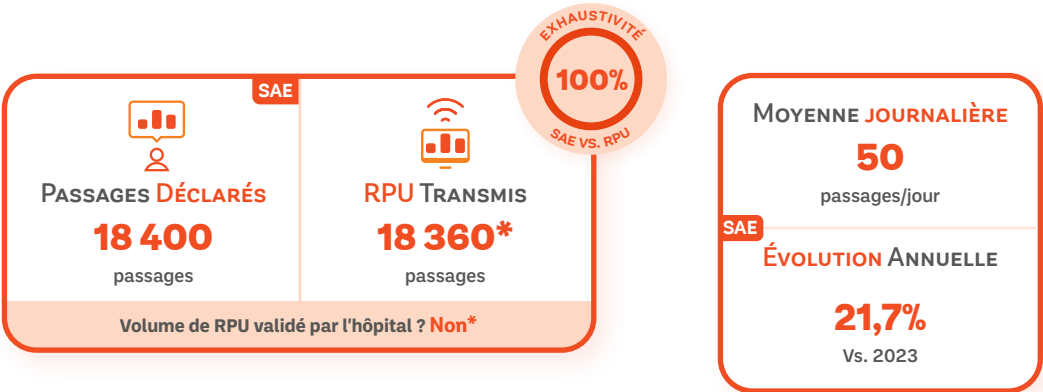 EXHAUSTIVITÉ
100%
SAE VS. RPU
SAE
PASSAGES DÉCLARÉS
18 400
passages
RPU TRANSMIS
18 360*
passages
Volume de RPU validé par l'hôpital ? Non*
MOYENNE JOURNALIÈRE
50
passages/jour
SAE
ÉVOLUTION ANNUELLE
21,7%
Vs. 2023